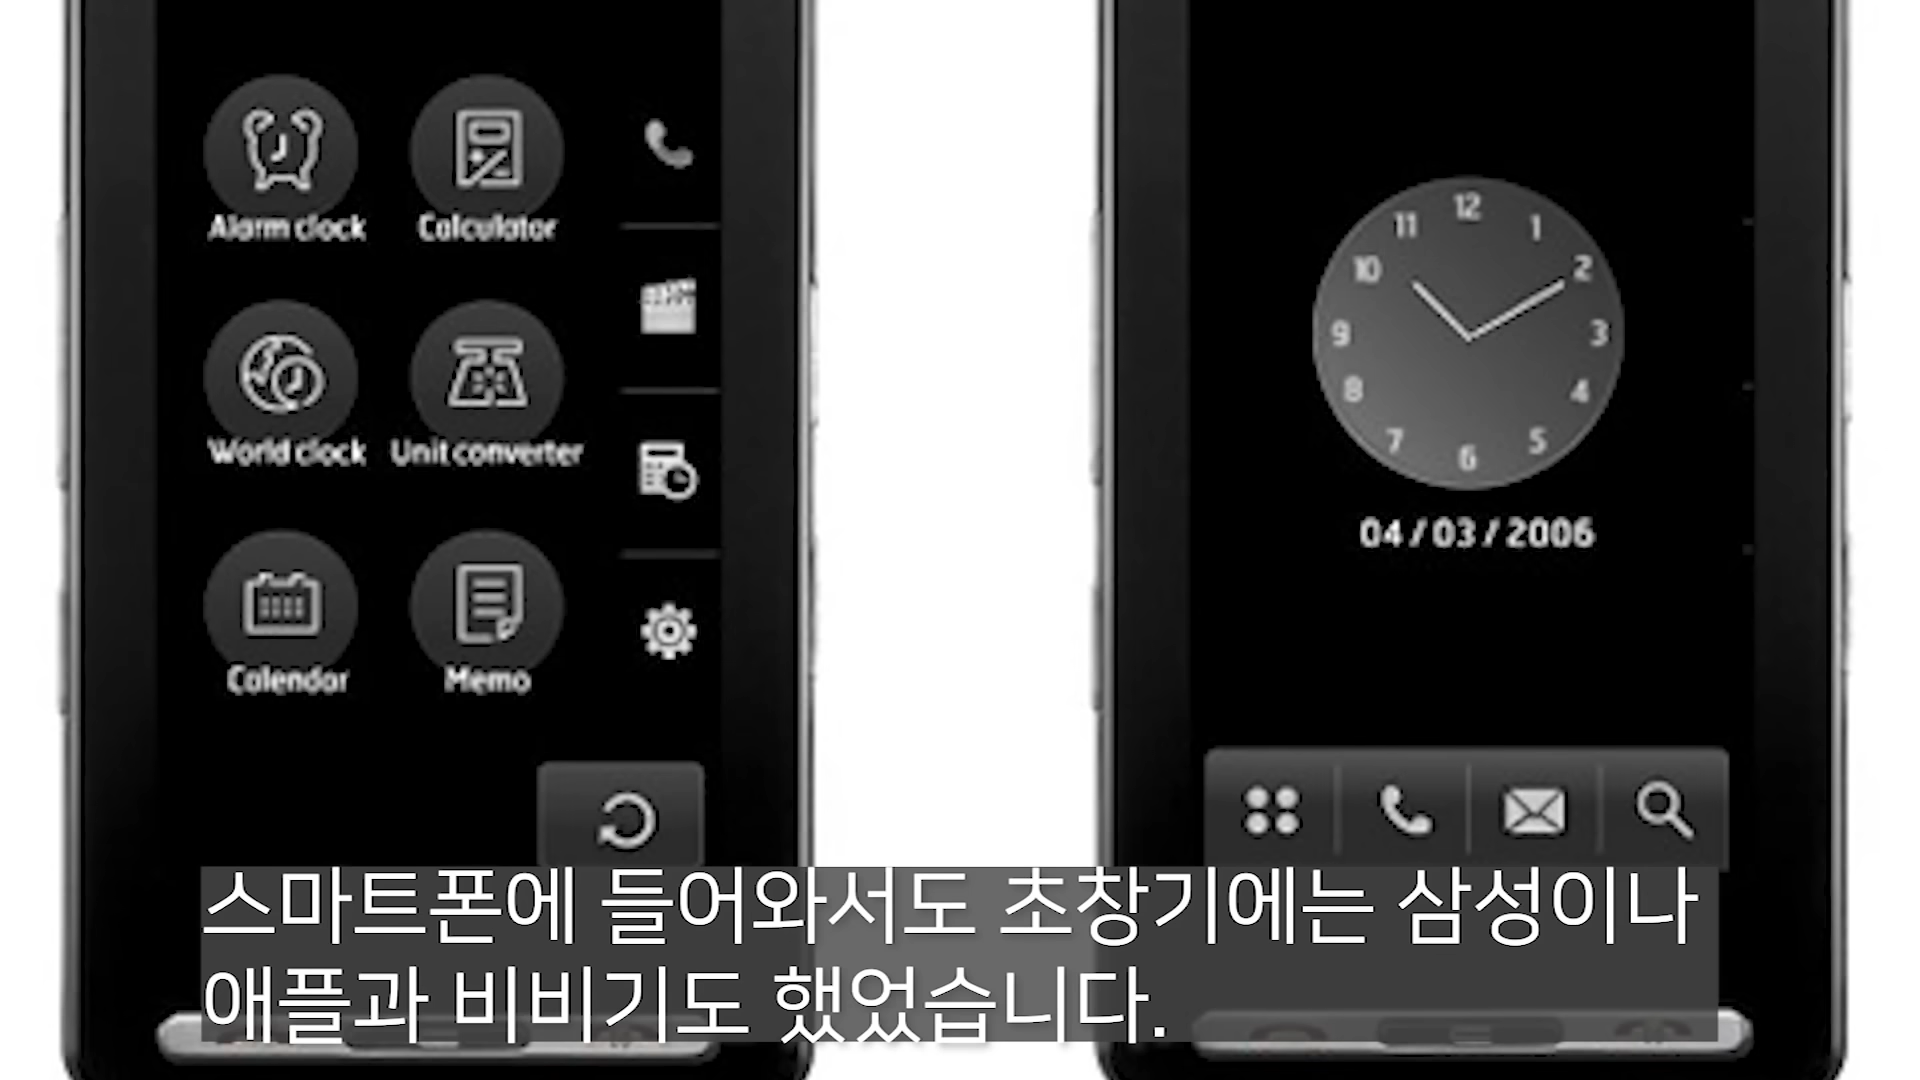 Alarm clock
Calculator
World clock
Unit converter
Calendar
Memo
12
11
1
10
2
9
3
8
4
7
5
6
04/03/2006
스마트폰에 들어와서도 초창기에는 삼성이나
애플과 비비기도 했었습니다.